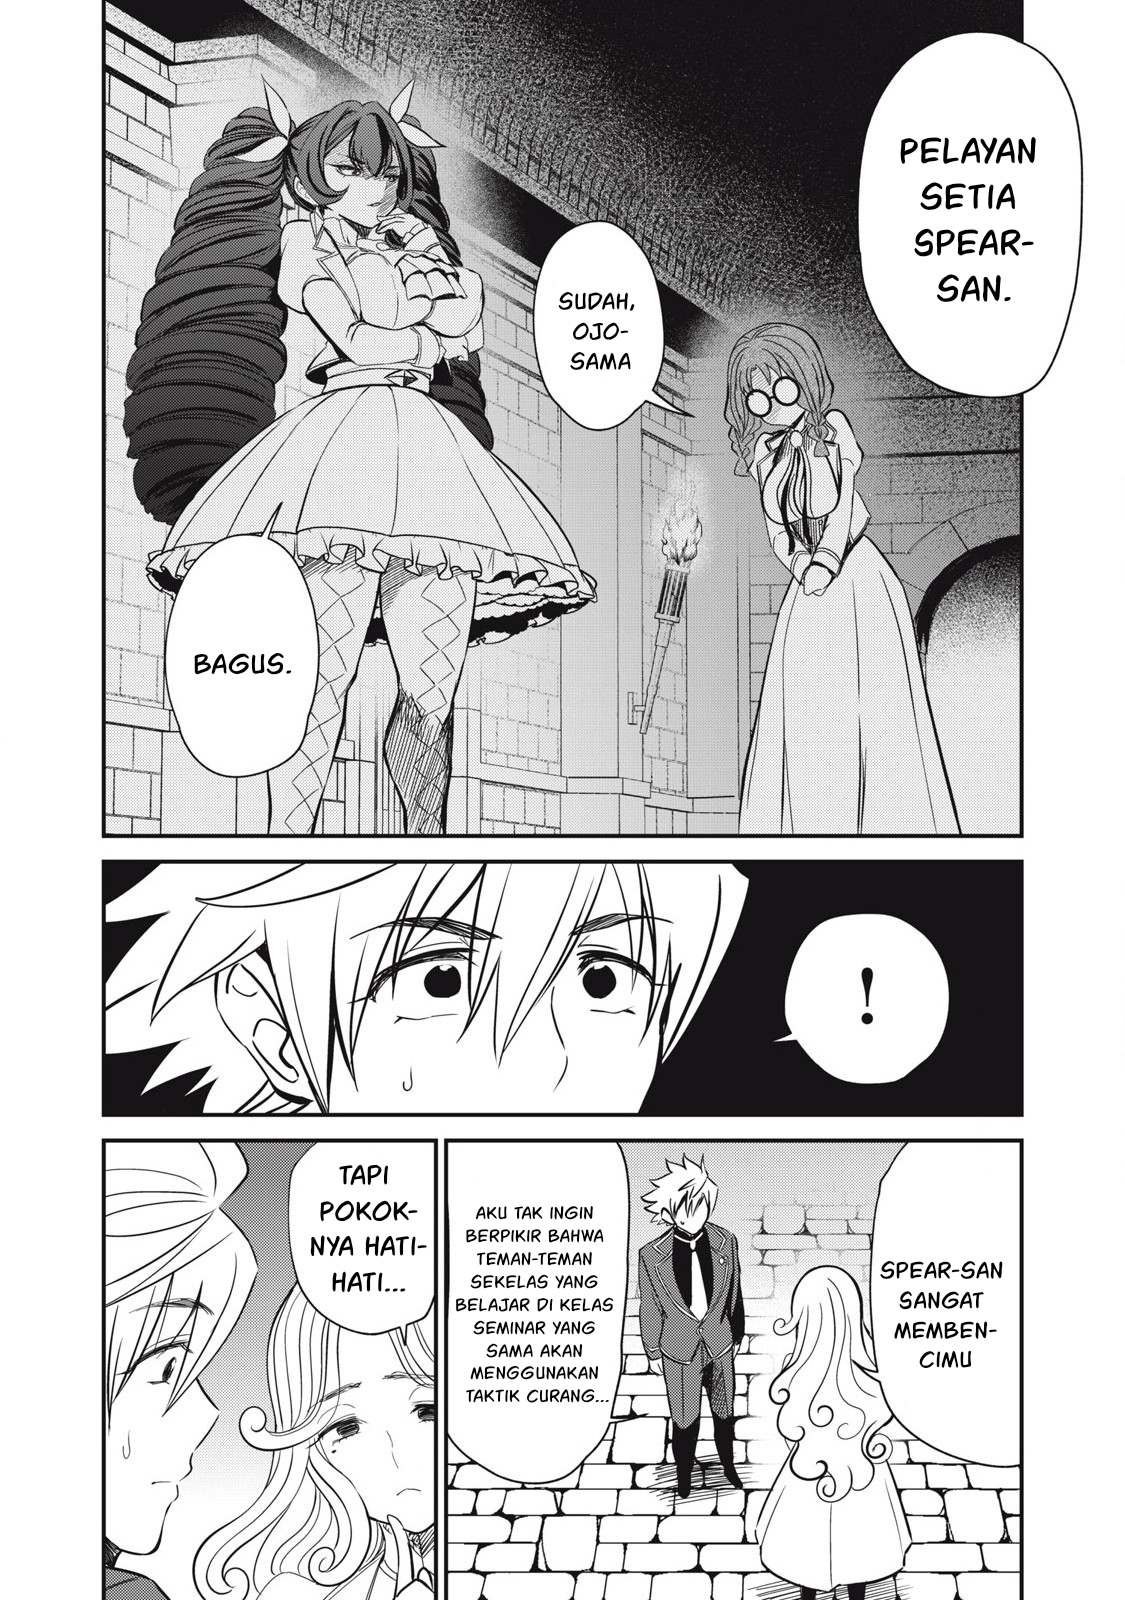 PELAYAN
SETIA
SPEAR-
SAN.
SUDAH,
OJO-
SAMA
BAGUS.
!
SPEAR-SAN
SANGAT
MEMBEN-
CIMU
AKU TAK INGIN
BERPIKIR BAHWA
TEMAN-TEMAN
SEKELAS YANG
BELAJAR DI KELAS
SEMINAR YANG
SAMA AKAN
MENGGUNAKAN
TAKTIK CURANG...
TAPI
POKOK-
NYA HATI-
HATI...